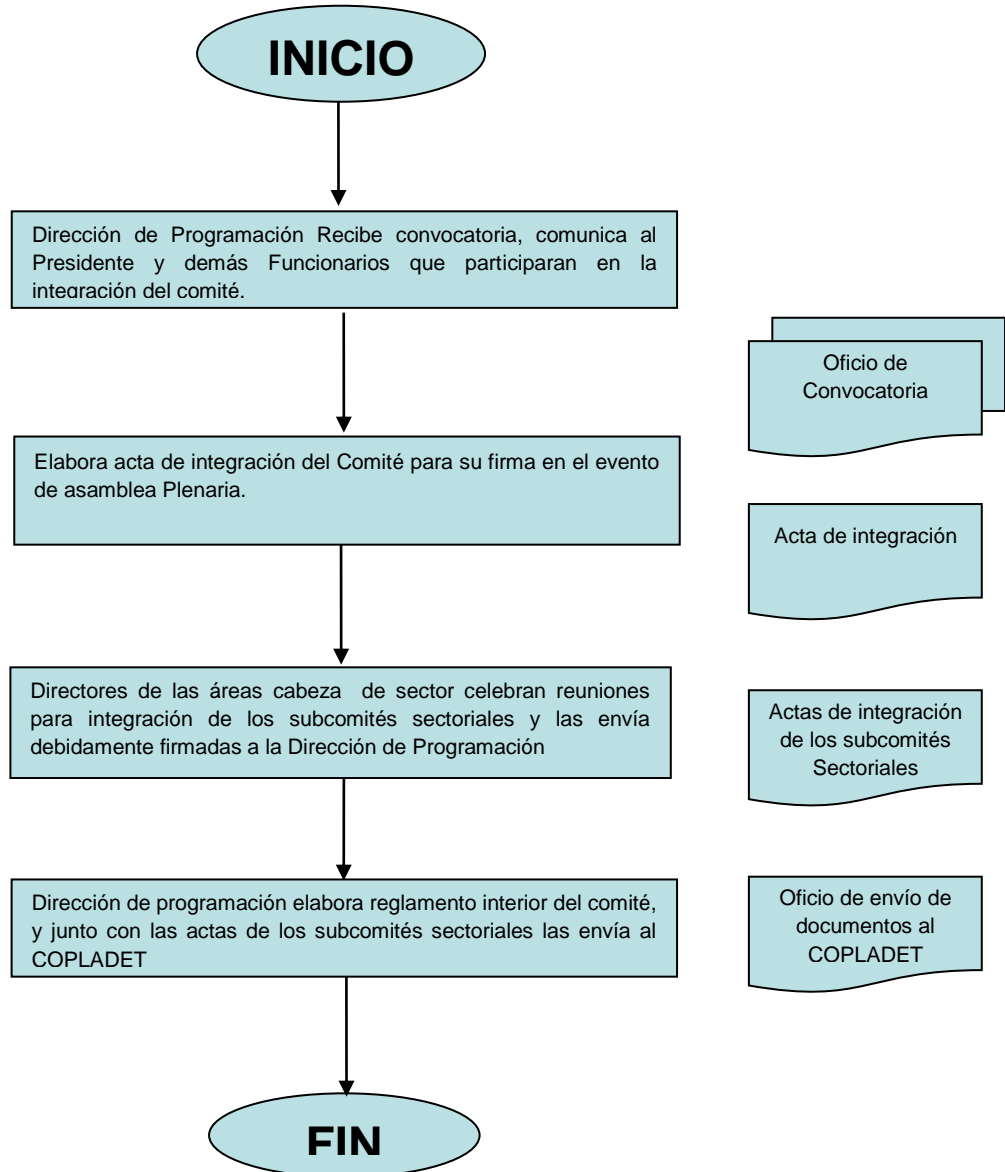 INICIO
Dirección de Programación Recibe convocatoria, comunica al
Presidente y demás Funcionarios que participaran en la
integración del comité.
Oficio de
Convocatoria
Elabora acta de integración del Comité para su firma en el evento
de asamblea Plenaria.
Acta de integración
Directores de las áreas cabeza de sector celebran reuniones
para integración de los subcomités sectoriales y las envía
debidamente firmadas a la Dirección de Programación
Actas de integración
de los subcomités
Sectoriales
Dirección de programación elabora reglamento interior del comité,
y junto con las actas de los subcomités sectoriales las envía al
COPLADET
Oficio de envío de
documentos al
COPLADET
FIN